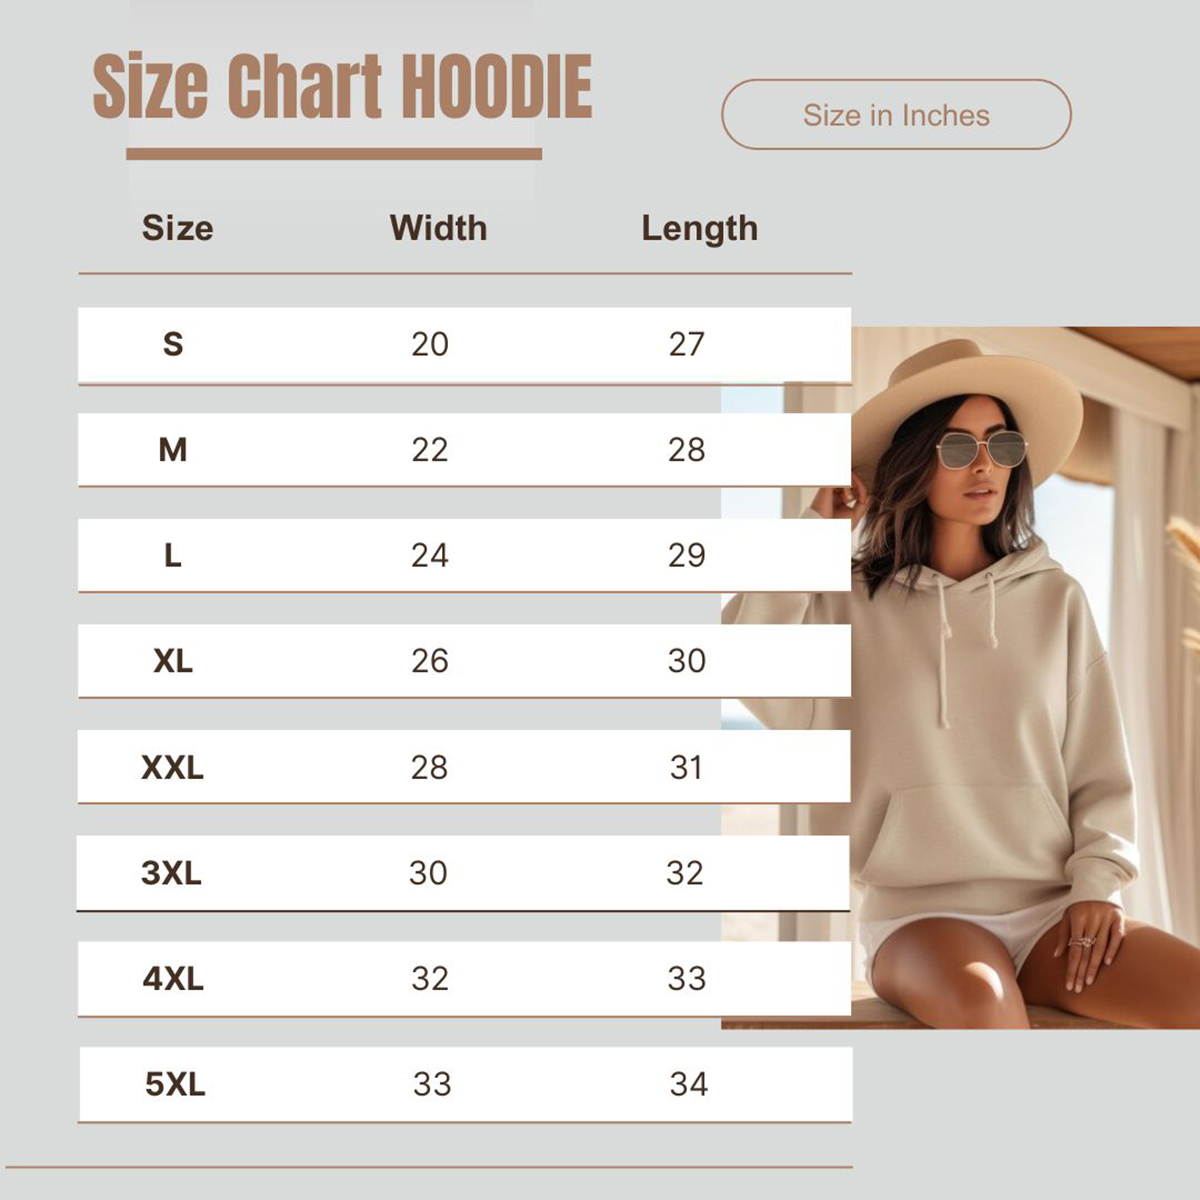 Size Chart HOODIE
Size in Inches
Size Width Length
S 20 27
M 22 28
L 24 29
XL 26 30
XXL 28 31
3XL 30 32
4XL 32 33
5XL 33 34